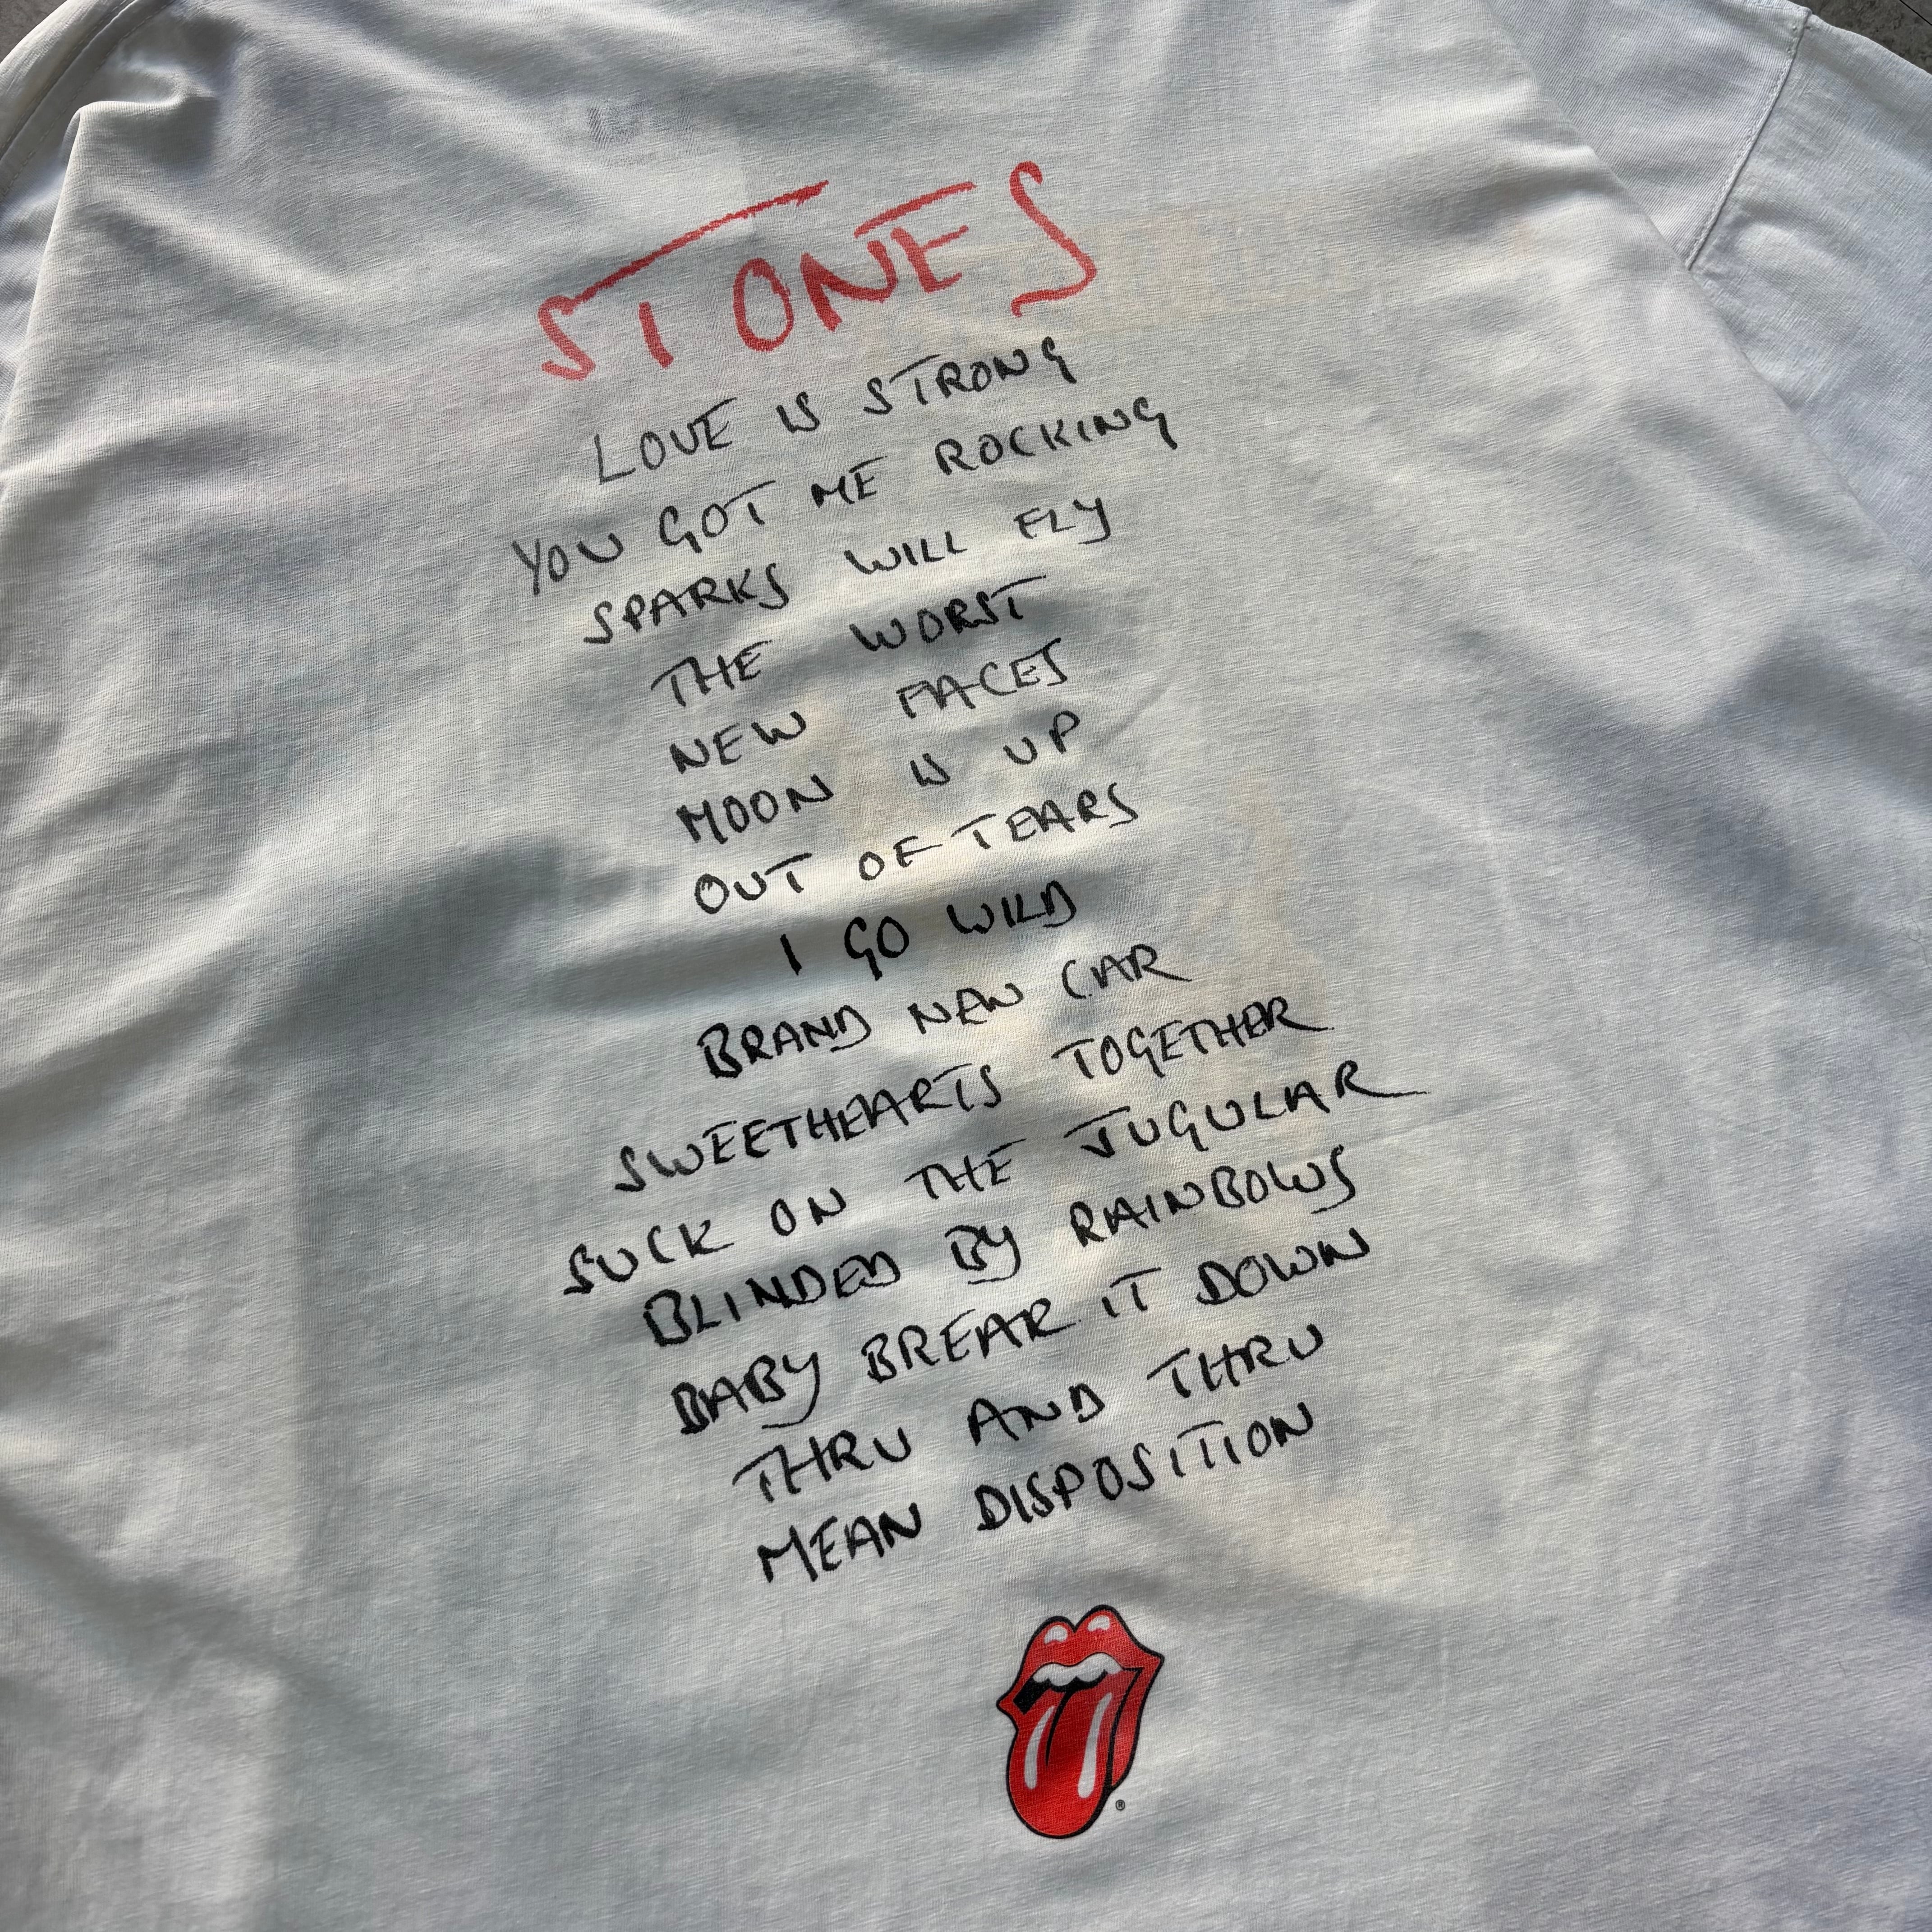 STONES
LOVE IS STRONG
YOU GOT ME ROCKING
SPARKS WILL FLY
THE WORST
NEW FACES
MOON IS UP
OUT OF TEARS
I GO WILD
BRAND NEW CAR
SWEETHEARTS TOGETHER
SUCK ON THE JUGULAR
BLINDED BY RAINBOWS
BABY BREAK IT DOWN
THRU AND THRU
MEAN DISPOSITION
®